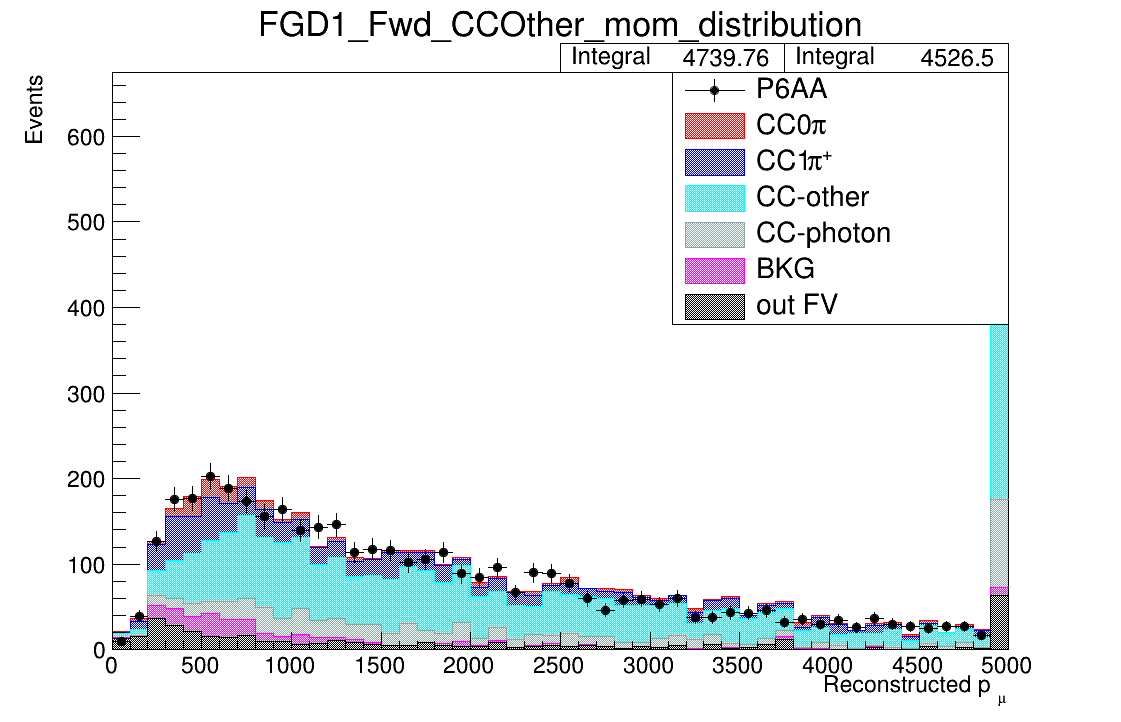 FGD1_Fwd_CCOther_mom_distribution
Integral 4739.76 Integral 4526.5
Events
P6AA
CC0π
CC1π⁺
CC-other
CC-photon
BKG
out FV
600
500
400
300
200
100
0
0 500 1000 1500 2000 2500 3000 3500 4000 4500 5000
Reconstructed p μ